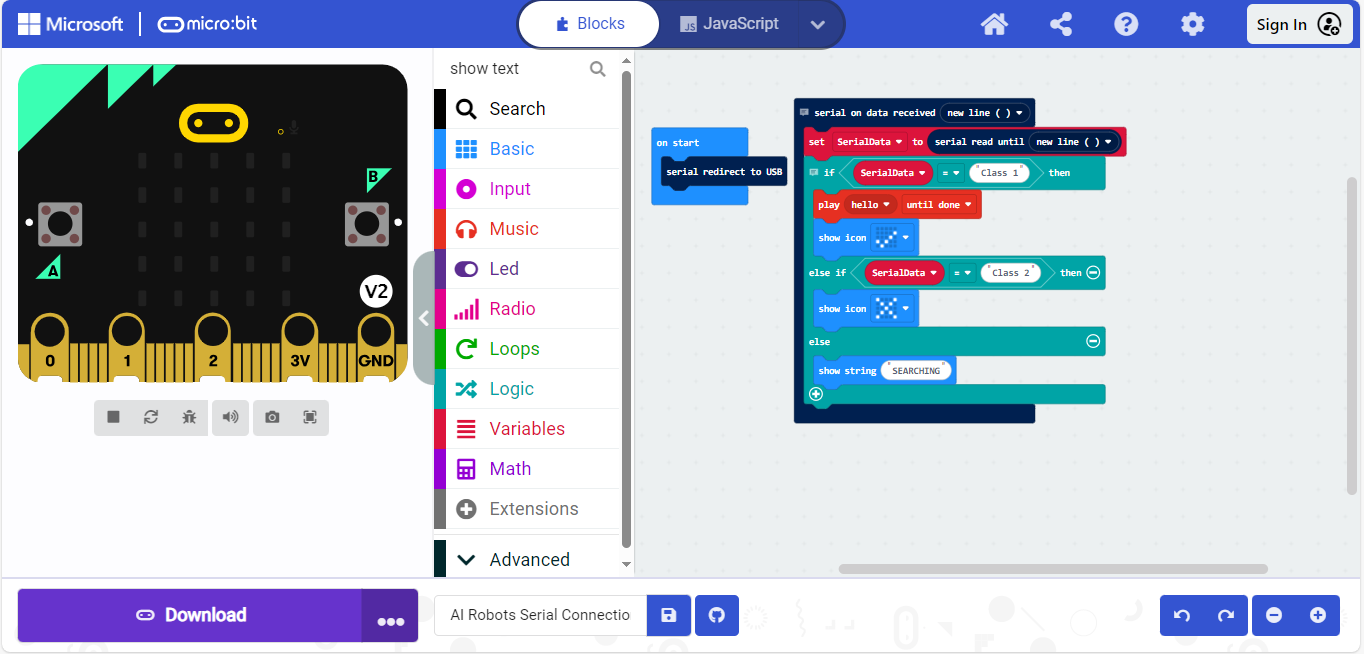 Microsoft micro:bit Blocks JavaScript Sign In
B
A
V2
0 1 2 3V GND
show text
Search
Basic
Input
Music
Led
Radio
Loops
Logic
Variables
Math
Extensions
Advanced
on start
serial redirect to USB
serial on data received new line ( )
set SerialData to serial read until new line ( )
if SerialData = "Class 1" then
play hello until done
show icon
else if SerialData = "Class 2" then
show icon
else
show string "SEARCHING"
Download ...
AI Robots Serial Connectio